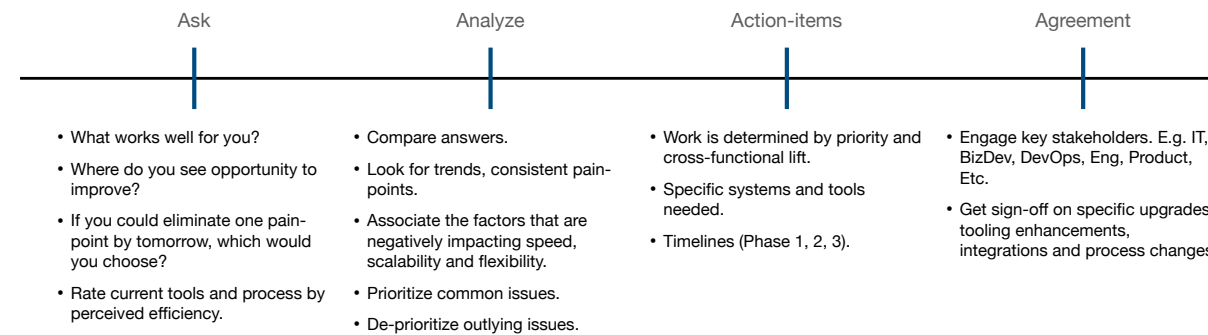 Ask
Analyze
Action-items
Agreement
• What works well for you?
• Where do you see opportunity to
improve?
• If you could eliminate one pain-
point by tomorrow, which would
you choose?
• Rate current tools and process by
perceived efficiency.
• Compare answers.
• Look for trends, consistent pain-
points.
• Associate the factors that are
negatively impacting speed,
scalability and flexibility.
• Prioritize common issues.
• De-prioritize outlying issues.
• Work is determined by priority and
cross-functional lift.
• Specific systems and tools
needed.
• Timelines (Phase 1, 2, 3).
• Engage key stakeholders. E.g. IT,
BizDev, DevOps, Eng, Product,
Etc.
• Get sign-off on specific upgrades
tooling enhancements,
integrations and process changes